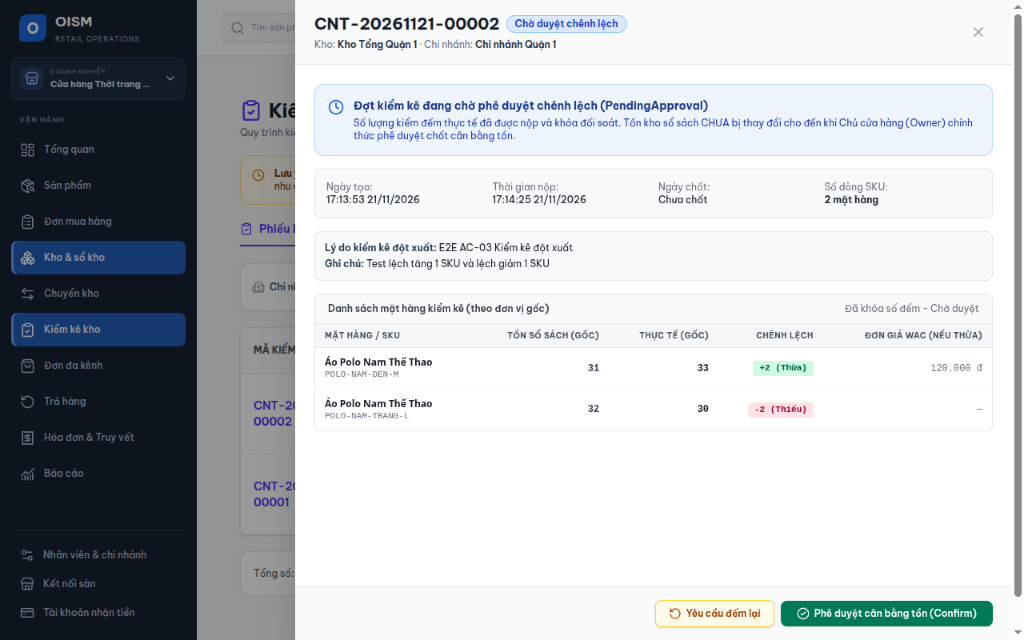 OISM
RETAIL OPERATIONS
DOANH NGHIỆP
Cửa hàng Thời trang ...
VẬN HÀNH
Tổng quan
Sản phẩm
Đơn mua hàng
Kho & sổ kho
Chuyển kho
Kiểm kê kho
Đơn đa kênh
Trả hàng
Hóa đơn & Truy vết
Báo cáo
Nhân viên & chi nhánh
Kết nối sàn
Tài khoản nhận tiền
Tìm sản
Kiể
Quy trình kiể
Lưu
như
Phiếu
Chi
MÃ KIỂM
CNT-20
00002
CNT-20
00001
Tổng số:
CNT-20261121-00002
Chờ duyệt chênh lệch
Kho: Kho Tổng Quận 1 · Chi nhánh: Chi nhánh Quận 1
Đợt kiểm kê đang chờ phê duyệt chênh lệch (PendingApproval)
Số lượng kiểm đếm thực tế đã được nộp và khóa đối soát. Tồn kho sổ sách CHƯA bị thay đổi cho đến khi Chủ cửa hàng (Owner) chính
thức phê duyệt chốt cân bằng tồn.
Ngày tạo:
17:13:53 21/11/2026
Thời gian nộp:
17:14:25 21/11/2026
Ngày chốt:
Chưa chốt
Số dòng SKU:
2 mặt hàng
Lý do kiểm kê đột xuất: E2E AC-03 Kiểm kê đột xuất
Ghi chú: Test lệch tăng 1 SKU và lệch giảm 1 SKU
Danh sách mặt hàng kiểm kê (theo đơn vị gốc)
Đã khóa số đếm - Chờ duyệt
MẶT HÀNG / SKU TỒN SỔ SÁCH (GỐC) THỰC TẾ (GỐC) CHÊNH LỆCH ĐƠN GIÁ WAC (NẾU THỪA)
Áo Polo Nam Thể Thao
POLO-NAM-DEN-M
31 33 +2 (Thừa) 120.000 đ
Áo Polo Nam Thể Thao
POLO-NAM-TRANG-L
32 30 -2 (Thiếu) —
Yêu cầu đếm lại
Phê duyệt cân bằng tồn (Confirm)